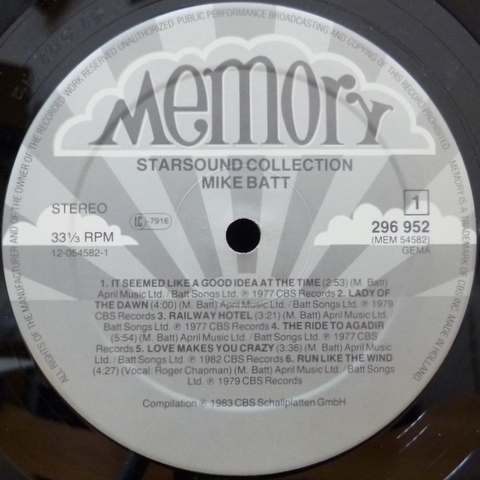 ALL RIGHTS OF THE MANUFACTURER AND OF THE OWNER OF THE RECORDED WORK RESERVED UNAUTHORIZED PUBLIC PERFORMANCE BROADCASTING AND COPYING OF THIS RECORD PROHIBITED. MEMORY IS A TRADEMARK OF CBS INC. MADE IN HOLLAND.
Memory
STARSOUND COLLECTION
MIKE BATT
STEREO
LC-7916
1
33⅓ RPM
296 952
12-054582-1
(MEM 54582)
GEMA
1. IT SEEMED LIKE A GOOD IDEA AT THE TIME (2:53) (M. Batt)
April Music Ltd. / Batt Songs Ltd. ℗ 1977 CBS Records 2. LADY OF
THE DAWN (4:00) (M. Batt) April Music Ltd. / Batt Songs Ltd. ℗ 1979
CBS Records 3. RAILWAY HOTEL (3:21) (M. Batt) April Music Ltd. /
Batt Songs Ltd. ℗ 1977 CBS Records 4. THE RIDE TO AGADIR
(5:54) (M. Batt) April Music Ltd. / Batt Songs Ltd. ℗ 1977 CBS
Records 5. LOVE MAKES YOU CRAZY (3:36) (M. Batt) April Music/
Batt Songs Ltd. ℗ 1982 CBS Records 6. RUN LIKE THE WIND
(4:27) (Vocal: Roger Chapman) (M. Batt) April Music Ltd./Batt Songs
Ltd. ℗ 1979 CBS Records
Compilation ℗ 1983 CBS Schallplatten GmbH